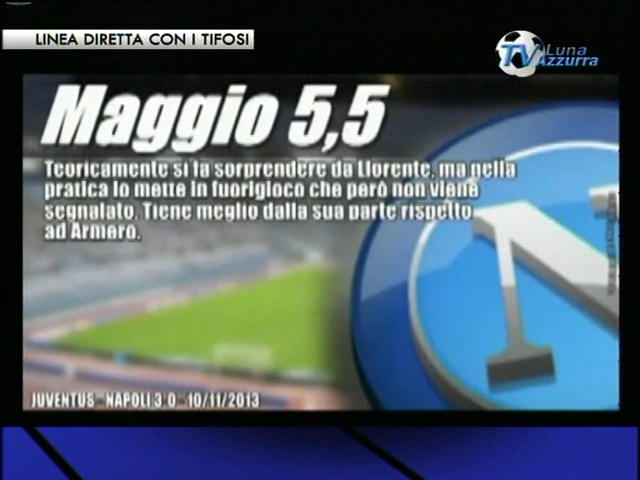 LINEA DIRETTA CON I TIFOSI
TV Luna
Azzurra
Maggio 5,5
Teoricamente si fa sorprendere da Llorente, ma nella
pratica lo mette in fuorigioco che però non viene
segnalato. Tiene meglio dalla sua parte rispetto
ad Armero.
N
JUVENTUS - NAPOLI 3-0 - 10/11/2013